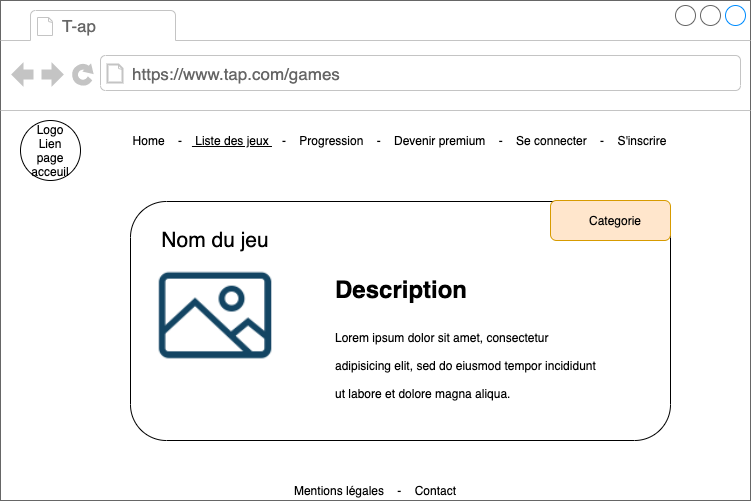 T-ap
https://www.tap.com/games
Logo
Lien
page
acceuil
Home - Liste des jeux - Progression - Devenir premium - Se connecter - S'inscrire
Categorie
Nom du jeu
Description
Lorem ipsum dolor sit amet, consectetur
adipisicing elit, sed do eiusmod tempor incididunt
ut labore et dolore magna aliqua.
Mentions légales - Contact